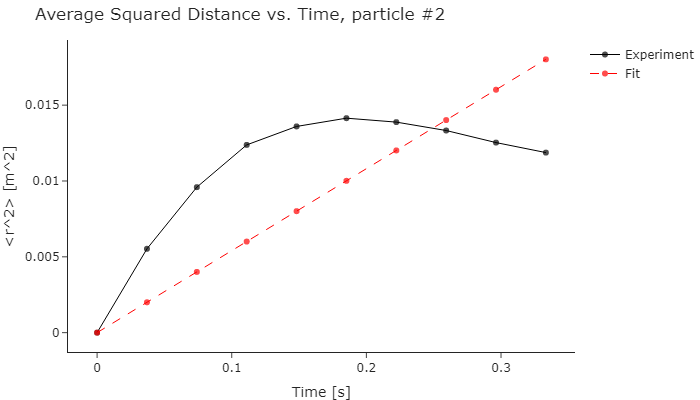 Average Squared Distance vs. Time, particle #2
Experiment
Fit
<r^2> [m^2]
0.015
0.01
0.005
0
0
0.1
0.2
0.3
Time [s]